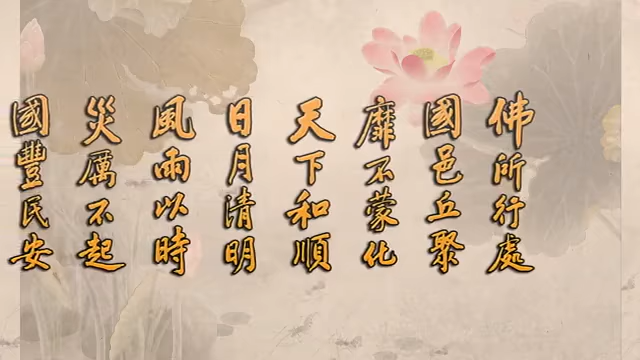 佛所行處
國邑丘聚
靡不蒙化
天下和順
日月清明
風雨以時
災厲不起
國豐民安